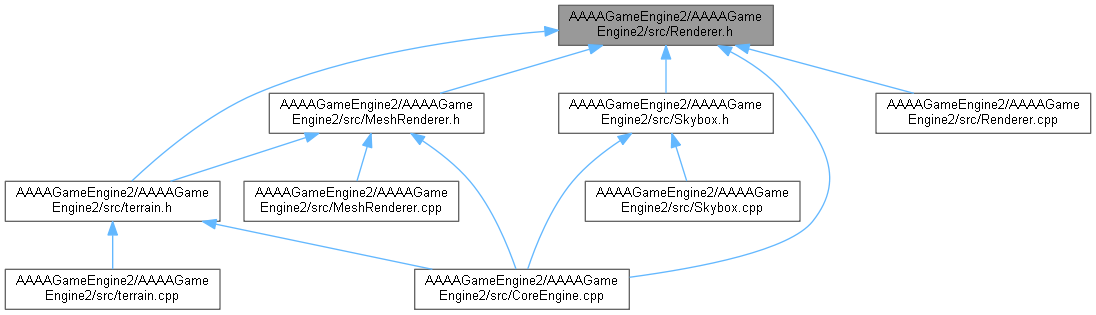 AAAAGameEngine2/AAAAGame
Engine2/src/Renderer.h
AAAAGameEngine2/AAAAGame
Engine2/src/MeshRenderer.h
AAAAGameEngine2/AAAAGame
Engine2/src/Skybox.h
AAAAGameEngine2/AAAAGame
Engine2/src/Renderer.cpp
AAAAGameEngine2/AAAAGame
Engine2/src/terrain.h
AAAAGameEngine2/AAAAGame
Engine2/src/MeshRenderer.cpp
AAAAGameEngine2/AAAAGame
Engine2/src/Skybox.cpp
AAAAGameEngine2/AAAAGame
Engine2/src/terrain.cpp
AAAAGameEngine2/AAAAGame
Engine2/src/CoreEngine.cpp